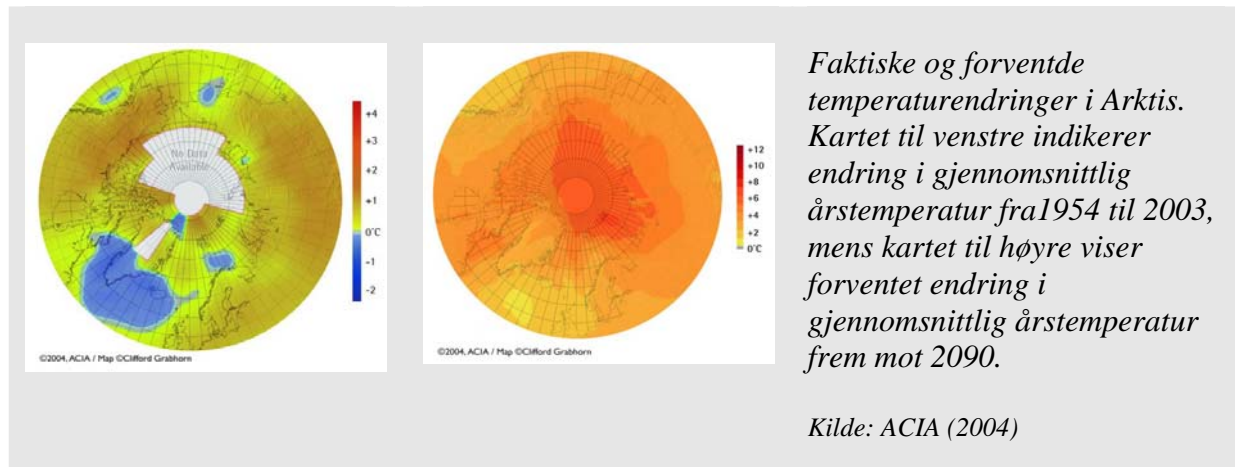 No Data
Available
+4
+3
+2
+1
0°C
-1
-2
©2004, ACIA / Map ©Clifford Grabhorn
+12
+10
+8
+6
+4
+2
0°C
©2004, ACIA / Map ©Clifford Grabhorn
Faktiske og forventde
temperaturendringer i Arktis.
Kartet til venstre indikerer
endring i gjennomsnittlig
årstemperatur fra1954 til 2003,
mens kartet til høyre viser
forventet endring i
gjennomsnittlig årstemperatur
frem mot 2090.
Kilde: ACIA (2004)